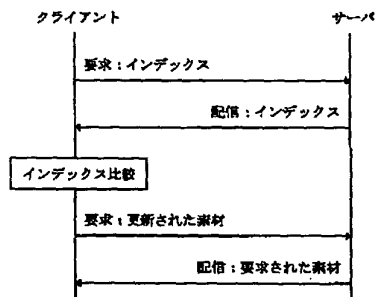 クライアント
サーバ
要求：インデックス
配信：インデックス
インデックス比較
要求：更新された素材
配信：要求された素材